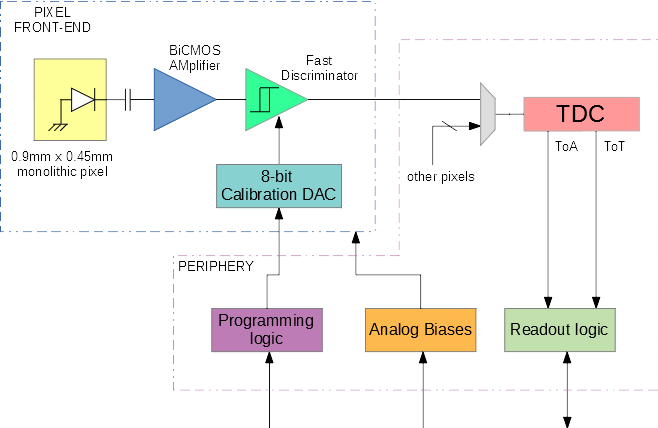 PIXEL
FRONT-END
BiCMOS
AMplifier
Fast
Discriminator
0.9mm x 0.45mm
monolithic pixel
8-bit
Calibration DAC
TDC
ToA
ToT
other pixels
PERIPHERY
Programming
logic
Analog Biases
Readout logic